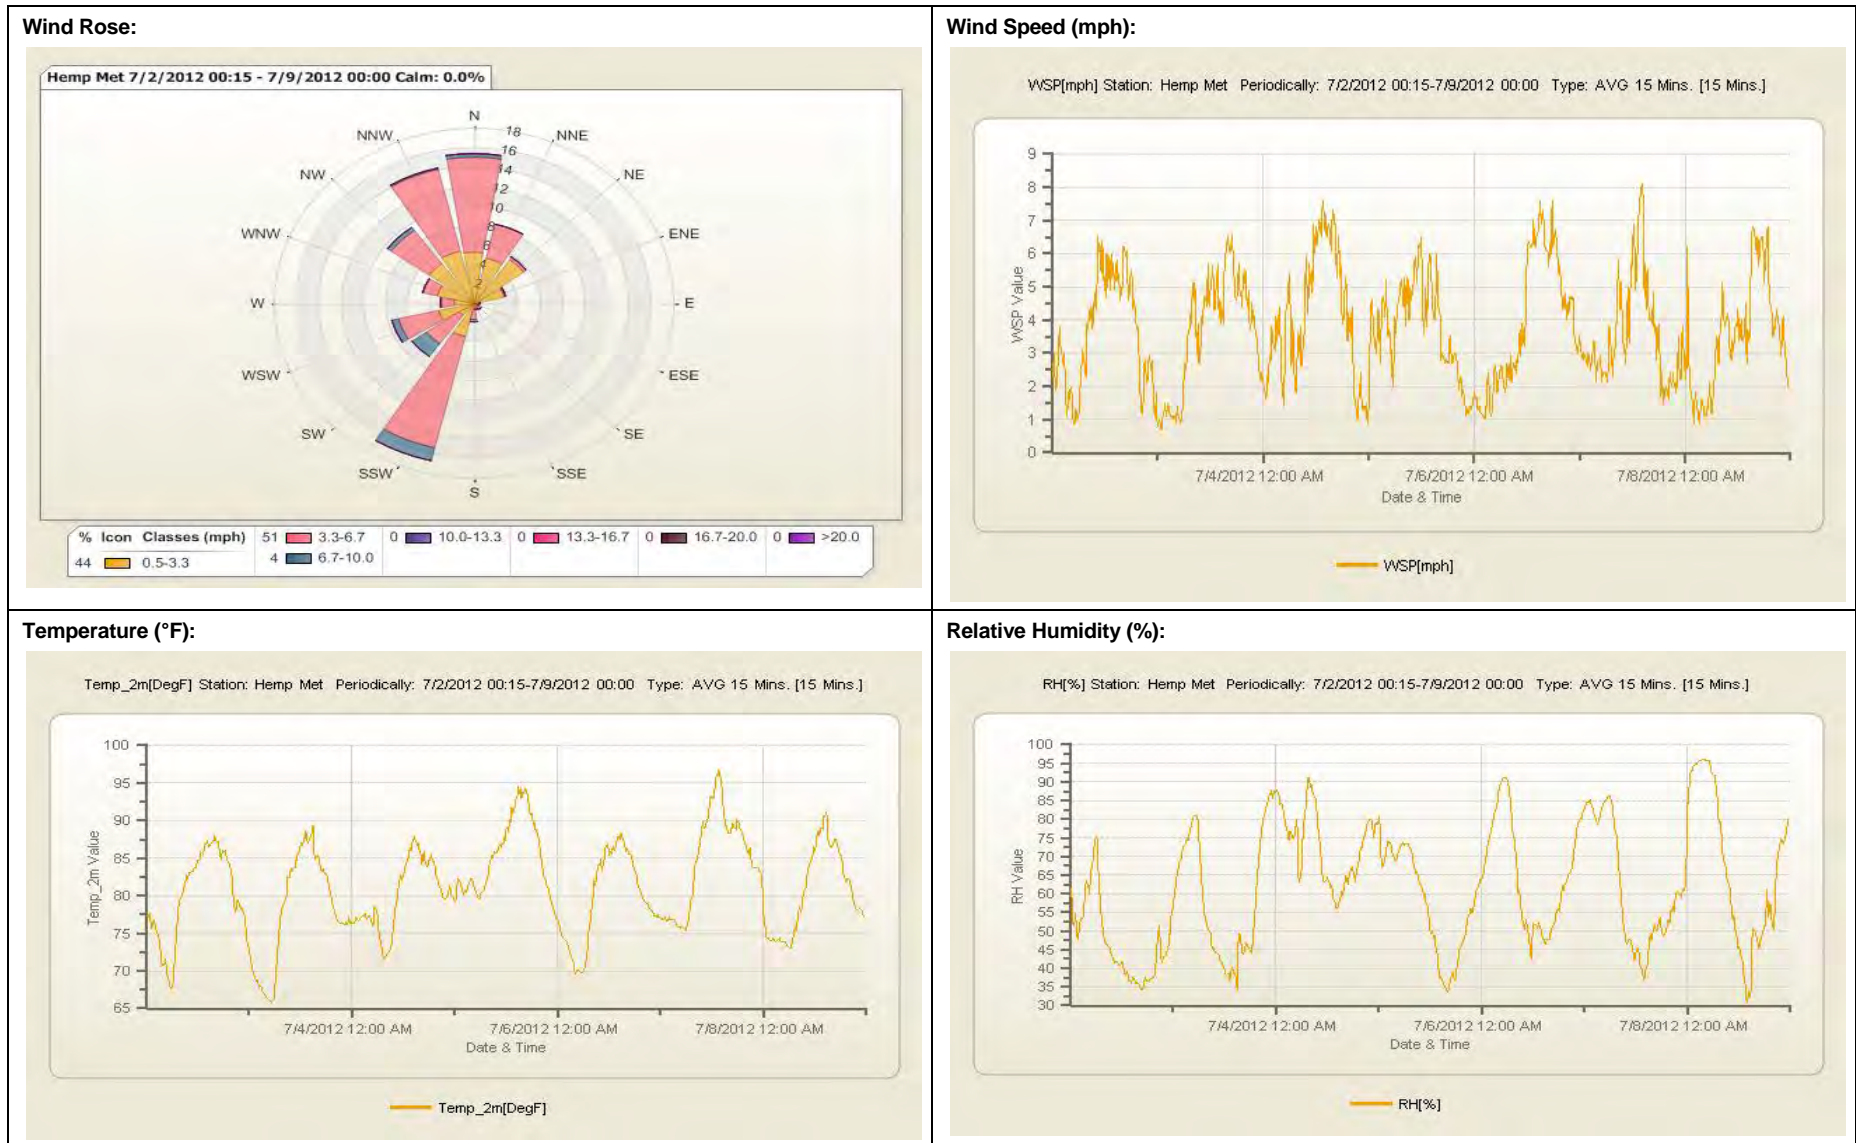 Wind Rose:
Hemp Met 7/2/2012 00:15 - 7/9/2012 00:00 Calm: 0.0%
N
NNW
18
NNE
16
NW
14
NE
12
10
WNW
8
ENE
6
4
2
W
E
WSW
ESE
SW
SE
SSW
SSE
S
% Icon Classes (mph) 51 3.3-6.7 0 10.0-13.3 0 13.3-16.7 0 16.7-20.0 0 >20.0
44 0.5-3.3 4 6.7-10.0
Wind Speed (mph):
WSP[mph] Station: Hemp Met Periodically: 7/2/2012 00:15-7/9/2012 00:00 Type: AVG 15 Mins. [15 Mins.]
9
8
7
6
5
4
3
2
1
0
WSP Value
7/4/2012 12:00 AM 7/6/2012 12:00 AM 7/8/2012 12:00 AM
Date & Time
WSP[mph]
Temperature (°F):
Temp_2m[DegF] Station: Hemp Met Periodically: 7/2/2012 00:15-7/9/2012 00:00 Type: AVG 15 Mins. [15 Mins.]
100
95
90
85
80
75
70
65
Temp_2m Value
7/4/2012 12:00 AM 7/6/2012 12:00 AM 7/8/2012 12:00 AM
Date & Time
Temp_2m[DegF]
Relative Humidity (%):
RH[%] Station: Hemp Met Periodically: 7/2/2012 00:15-7/9/2012 00:00 Type: AVG 15 Mins. [15 Mins.]
100
95
90
85
80
75
70
65
60
55
50
45
40
35
30
RH Value
7/4/2012 12:00 AM 7/6/2012 12:00 AM 7/8/2012 12:00 AM
Date & Time
RH[%]